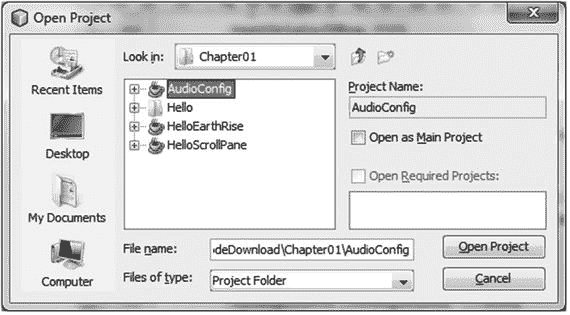 Open Project
Look in: Chapter01
Recent Items
Desktop
My Documents
Computer
AudioConfig
Hello
HelloEarthRise
HelloScrollPane
Project Name:
AudioConfig
Open as Main Project
Open Required Projects:
File name: deDownload\Chapter01\AudioConfig
Open Project
Files of type: Project Folder
Cancel